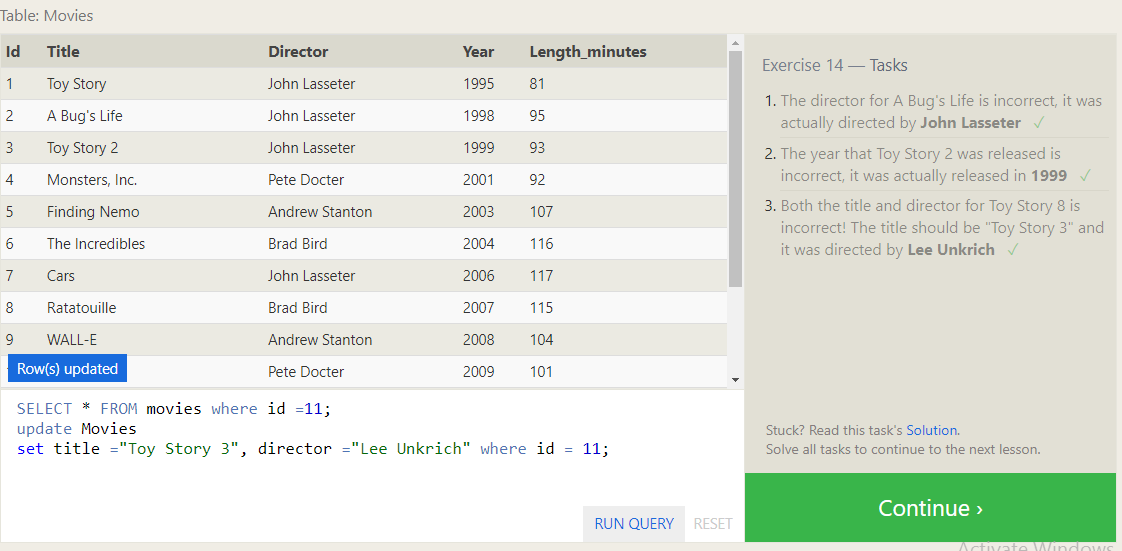 Table: Movies
Id Title Director Year Length_minutes
1 Toy Story John Lasseter 1995 81
2 A Bug's Life John Lasseter 1998 95
3 Toy Story 2 John Lasseter 1999 93
4 Monsters, Inc. Pete Docter 2001 92
5 Finding Nemo Andrew Stanton 2003 107
6 The Incredibles Brad Bird 2004 116
7 Cars John Lasseter 2006 117
8 Ratatouille Brad Bird 2007 115
9 WALL-E Andrew Stanton 2008 104
Pete Docter 2009 101
Row(s) updated
SELECT * FROM movies where id =11;
update Movies
set title ="Toy Story 3", director ="Lee Unkrich" where id = 11;
RUN QUERY RESET
Exercise 14 — Tasks
1. The director for A Bug's Life is incorrect, it was
actually directed by John Lasseter ✓
2. The year that Toy Story 2 was released is
incorrect, it was actually released in 1999 ✓
3. Both the title and director for Toy Story 8 is
incorrect! The title should be "Toy Story 3" and
it was directed by Lee Unkrich ✓
Stuck? Read this task's Solution.
Solve all tasks to continue to the next lesson.
Continue ›
Activate Windows